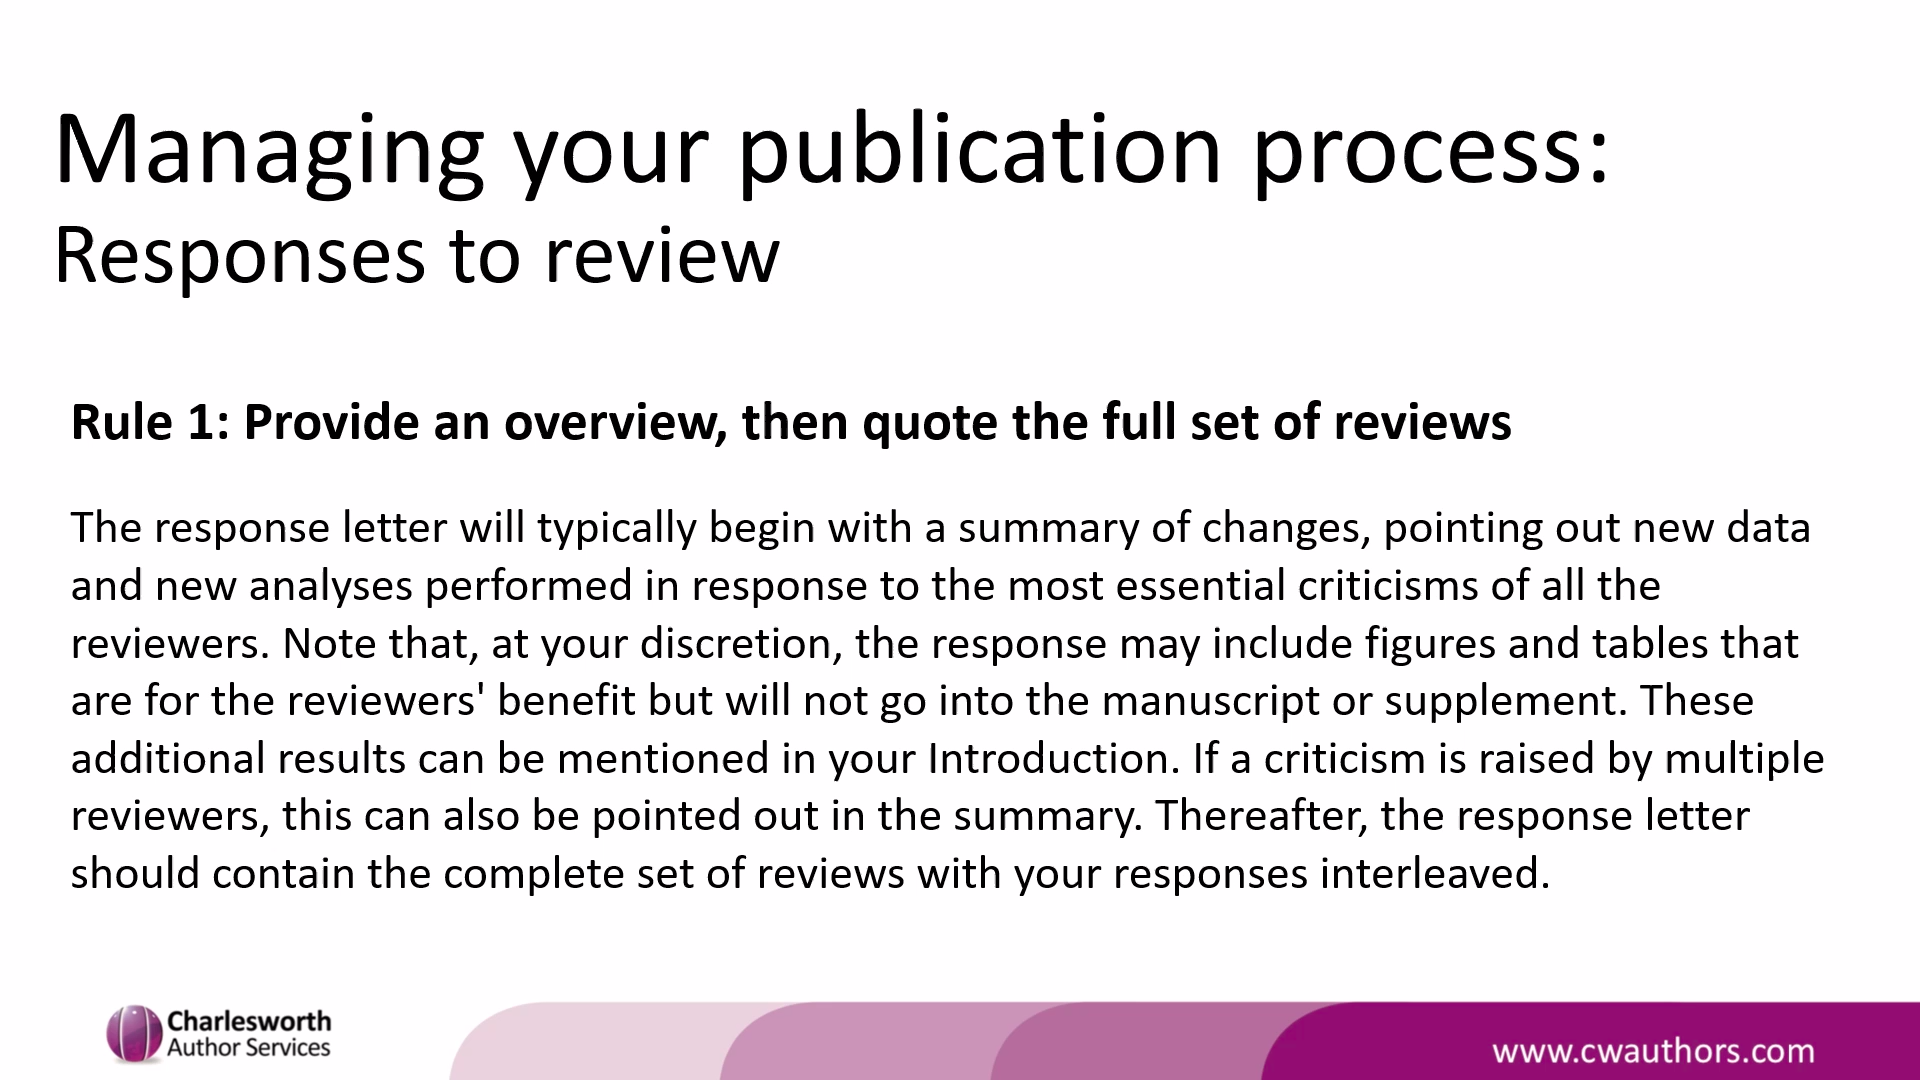 Managing your publication process:
Responses to review
Rule 1: Provide an overview, then quote the full set of reviews
The response letter will typically begin with a summary of changes, pointing out new data
and new analyses performed in response to the most essential criticisms of all the
reviewers. Note that, at your discretion, the response may include figures and tables that
are for the reviewers' benefit but will not go into the manuscript or supplement. These
additional results can be mentioned in your Introduction. If a criticism is raised by multiple
reviewers, this can also be pointed out in the summary. Thereafter, the response letter
should contain the complete set of reviews with your responses interleaved.
Charlesworth
Author Services
www.cwauthors.com